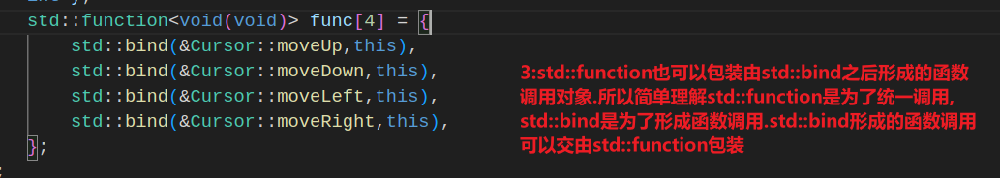 std::function<void(void)> func[4] = {
std::bind(&Cursor::moveUp,this),
std::bind(&Cursor::moveDown,this),
std::bind(&Cursor::moveLeft,this),
std::bind(&Cursor::moveRight,this),
};
3:std::function也可以包装由std::bind之后形成的函数
调用对象.所以简单理解std::function是为了统一调用,
std::bind是为了形成函数调用.std::bind形成的函数调用
可以交由std::function包装